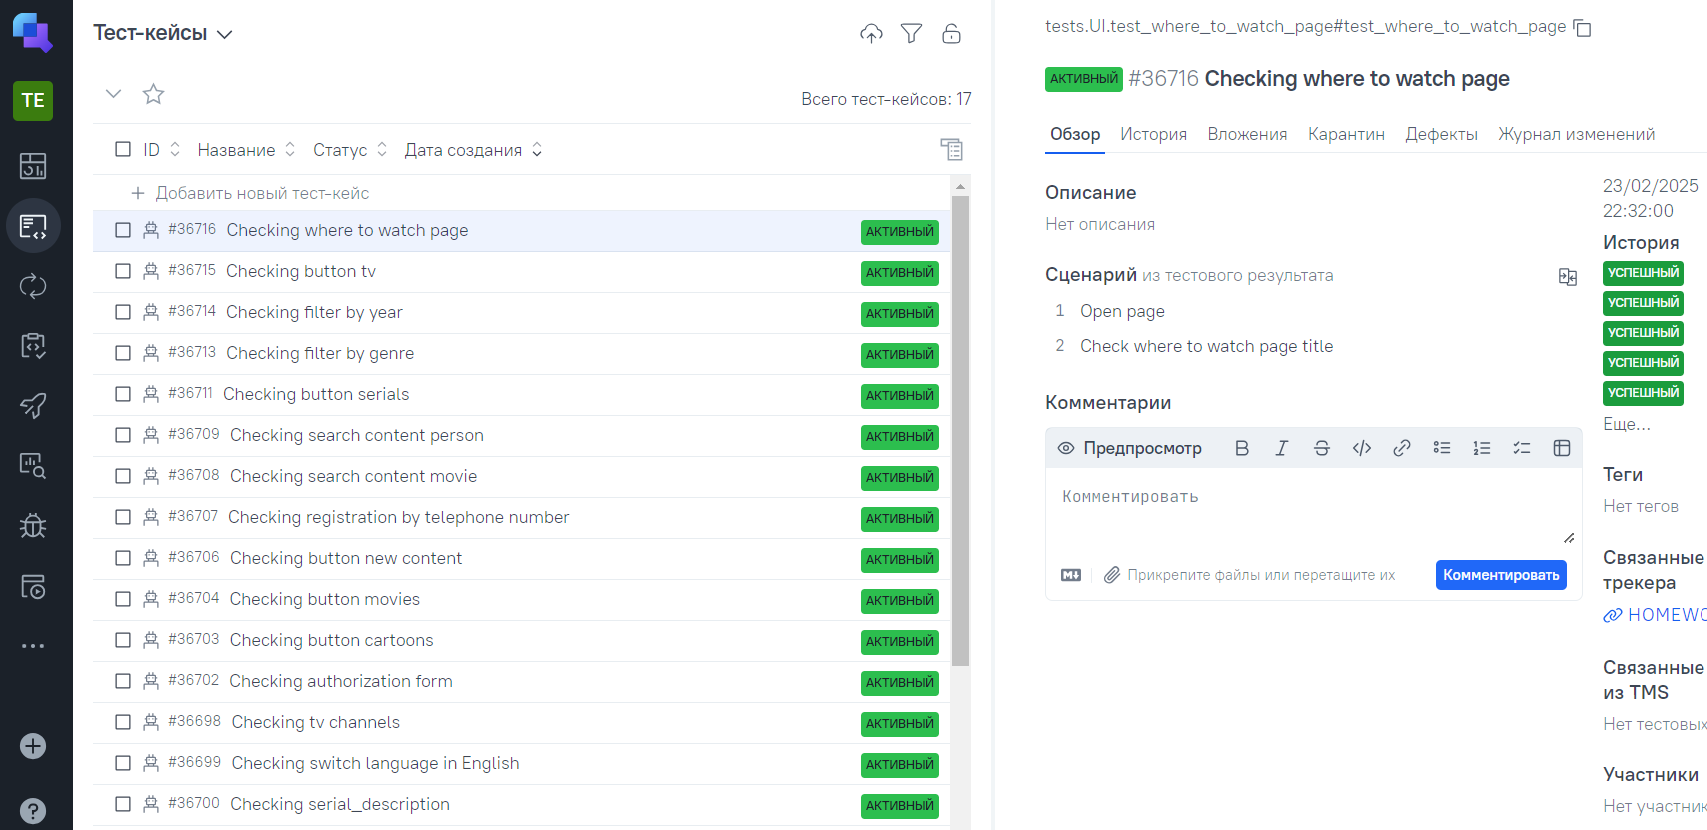 TE
Тест-кейсы
Всего тест-кейсов: 17
ID Название Статус Дата создания
Добавить новый тест-кейс
#36716 Checking where to watch page АКТИВНЫЙ
#36715 Checking button tv АКТИВНЫЙ
#36714 Checking filter by year АКТИВНЫЙ
#36713 Checking filter by genre АКТИВНЫЙ
#36711 Checking button serials АКТИВНЫЙ
#36709 Checking search content person АКТИВНЫЙ
#36708 Checking search content movie АКТИВНЫЙ
#36707 Checking registration by telephone number АКТИВНЫЙ
#36706 Checking button new content АКТИВНЫЙ
#36704 Checking button movies АКТИВНЫЙ
#36703 Checking button cartoons АКТИВНЫЙ
#36702 Checking authorization form АКТИВНЫЙ
#36698 Checking tv channels АКТИВНЫЙ
#36699 Checking switch language in English АКТИВНЫЙ
#36700 Checking serial_description АКТИВНЫЙ
tests.UI.test_where_to_watch_page#test_where_to_watch_page
АКТИВНЫЙ #36716 Checking where to watch page
Обзор История Вложения Карантин Дефекты Журнал изменений
Описание
Нет описания
Сценарий из тестового результата
1 Open page
2 Check where to watch page title
Комментарии
Предпросмотр
Комментировать
Прикрепите файлы или перетащите их
Комментировать
23/02/2025
22:32:00
История
УСПЕШНЫЙ
УСПЕШНЫЙ
УСПЕШНЫЙ
УСПЕШНЫЙ
УСПЕШНЫЙ
Еще...
Теги
Нет тегов
Связанные
трекера
HOMEWO
Связанные
из TMS
Нет тестовых
Участники
Нет участник